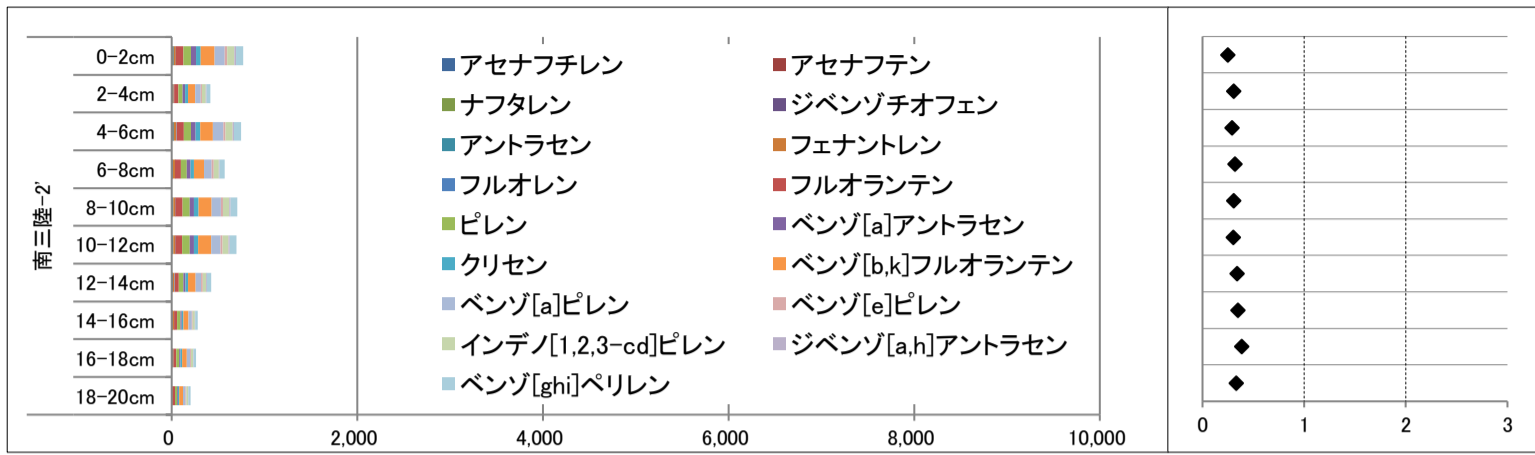 南三陸-2'
0-2cm
2-4cm
4-6cm
6-8cm
8-10cm
10-12cm
12-14cm
14-16cm
16-18cm
18-20cm
アセナフチレン アセナフテン
ナフタレン ジベンゾチオフェン
アントラセン フェナントレン
フルオレン フルオランテン
ピレン ベンゾ[a]アントラセン
クリセン ベンゾ[b,k]フルオランテン
ベンゾ[a]ピレン ベンゾ[e]ピレン
インデノ[1,2,3-cd]ピレン ジベンゾ[a,h]アントラセン
ベンゾ[ghi]ペリレン
0 2,000 4,000 6,000 8,000 10,000
0 1 2 3